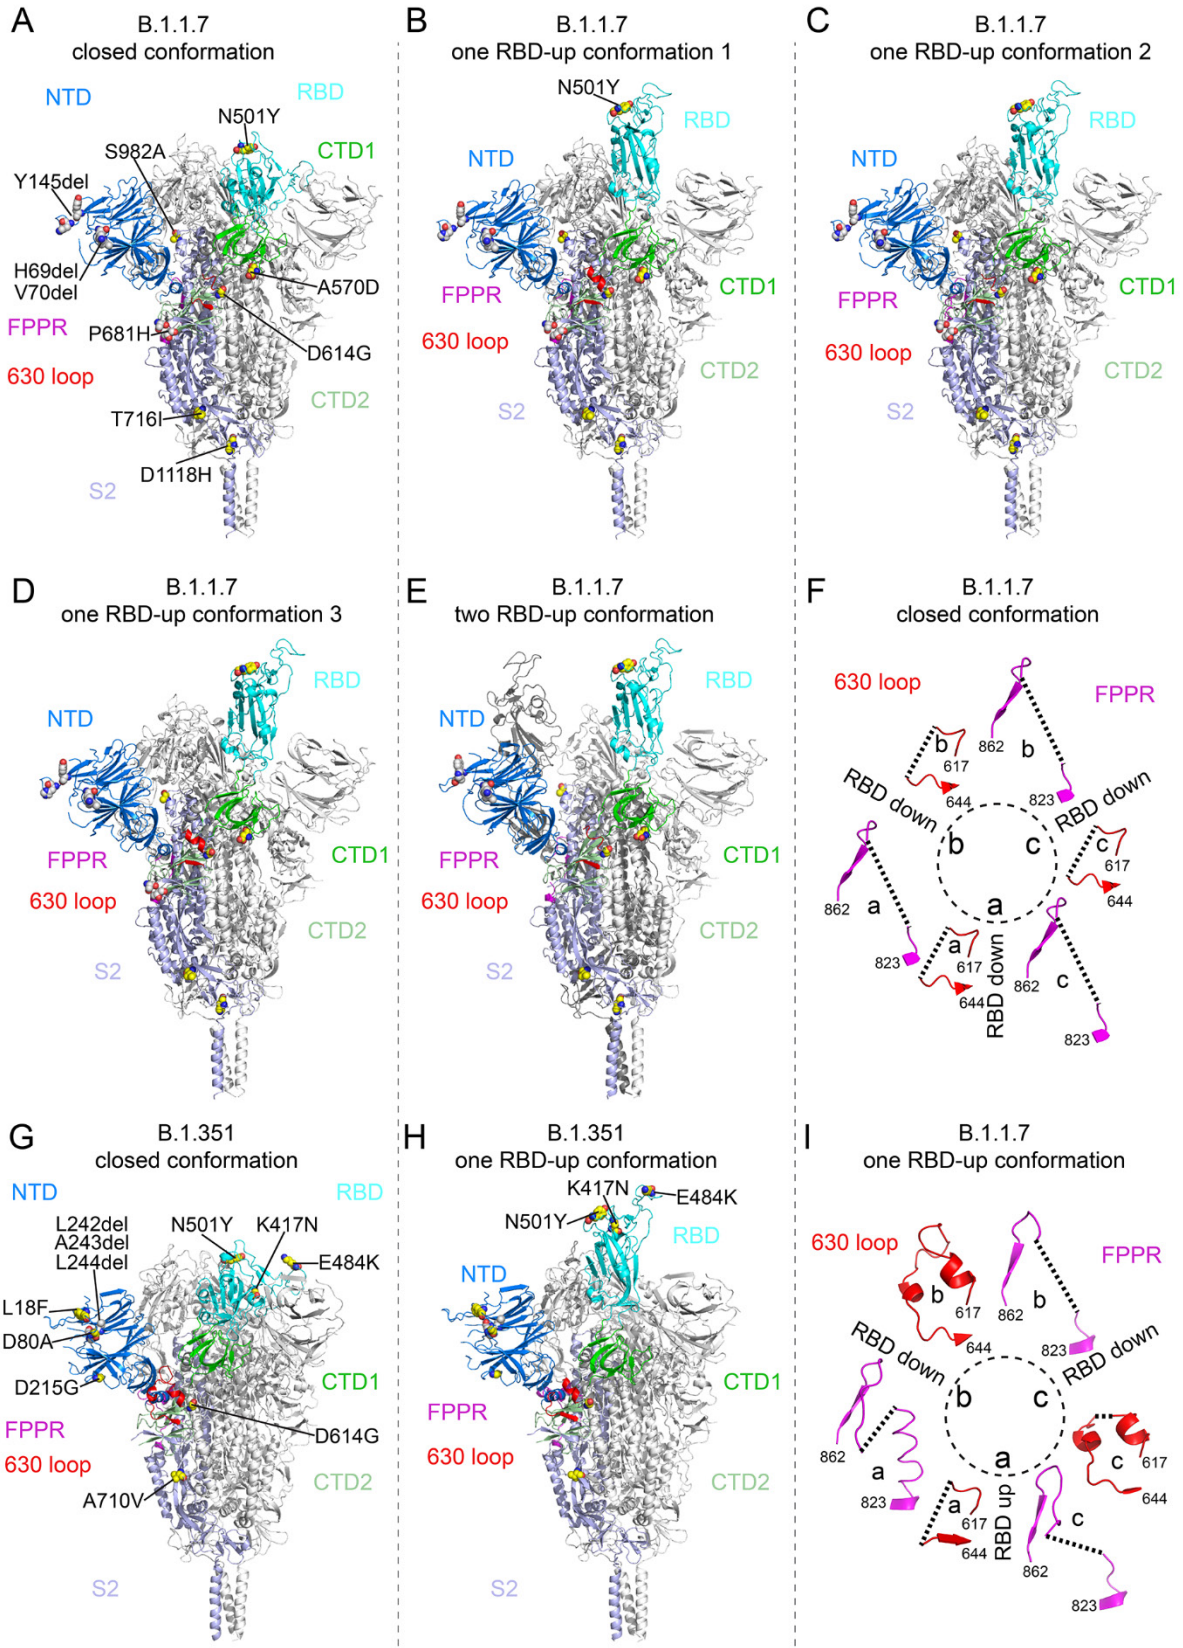 A
B.1.1.7
closed conformation
NTD
RBD
N501Y
CTD1
S982A
Y145del
H69del
V70del
A570D
FPPR
P681H
D614G
630 loop
CTD2
T716I
D1118H
S2
B
B.1.1.7
one RBD-up conformation 1
N501Y
RBD
NTD
FPPR
CTD1
630 loop
CTD2
S2
C
B.1.1.7
one RBD-up conformation 2
RBD
NTD
FPPR
CTD1
630 loop
CTD2
S2
D
B.1.1.7
one RBD-up conformation 3
RBD
NTD
FPPR
CTD1
630 loop
CTD2
S2
E
B.1.1.7
two RBD-up conformation
RBD
NTD
FPPR
CTD1
630 loop
CTD2
S2
F
B.1.1.7
closed conformation
630 loop
FPPR
b
617
644
862
b
823
RBD down
RBD down
b
c
a
c
617
644
862
a
823
a
617
644
RBD down
862
c
823
G
B.1.351
closed conformation
NTD
RBD
L242del
A243del
L244del
N501Y
K417N
E484K
L18F
D80A
D215G
CTD1
FPPR
D614G
630 loop
CTD2
A710V
S2
H
B.1.351
one RBD-up conformation
K417N
E484K
N501Y
RBD
NTD
CTD1
FPPR
630 loop
CTD2
S2
I
B.1.1.7
one RBD-up conformation
630 loop
FPPR
b
617
644
862
b
823
RBD down
RBD down
b
c
a
862
a
823
a
617
644
RBD up
c
617
644
862
c
823